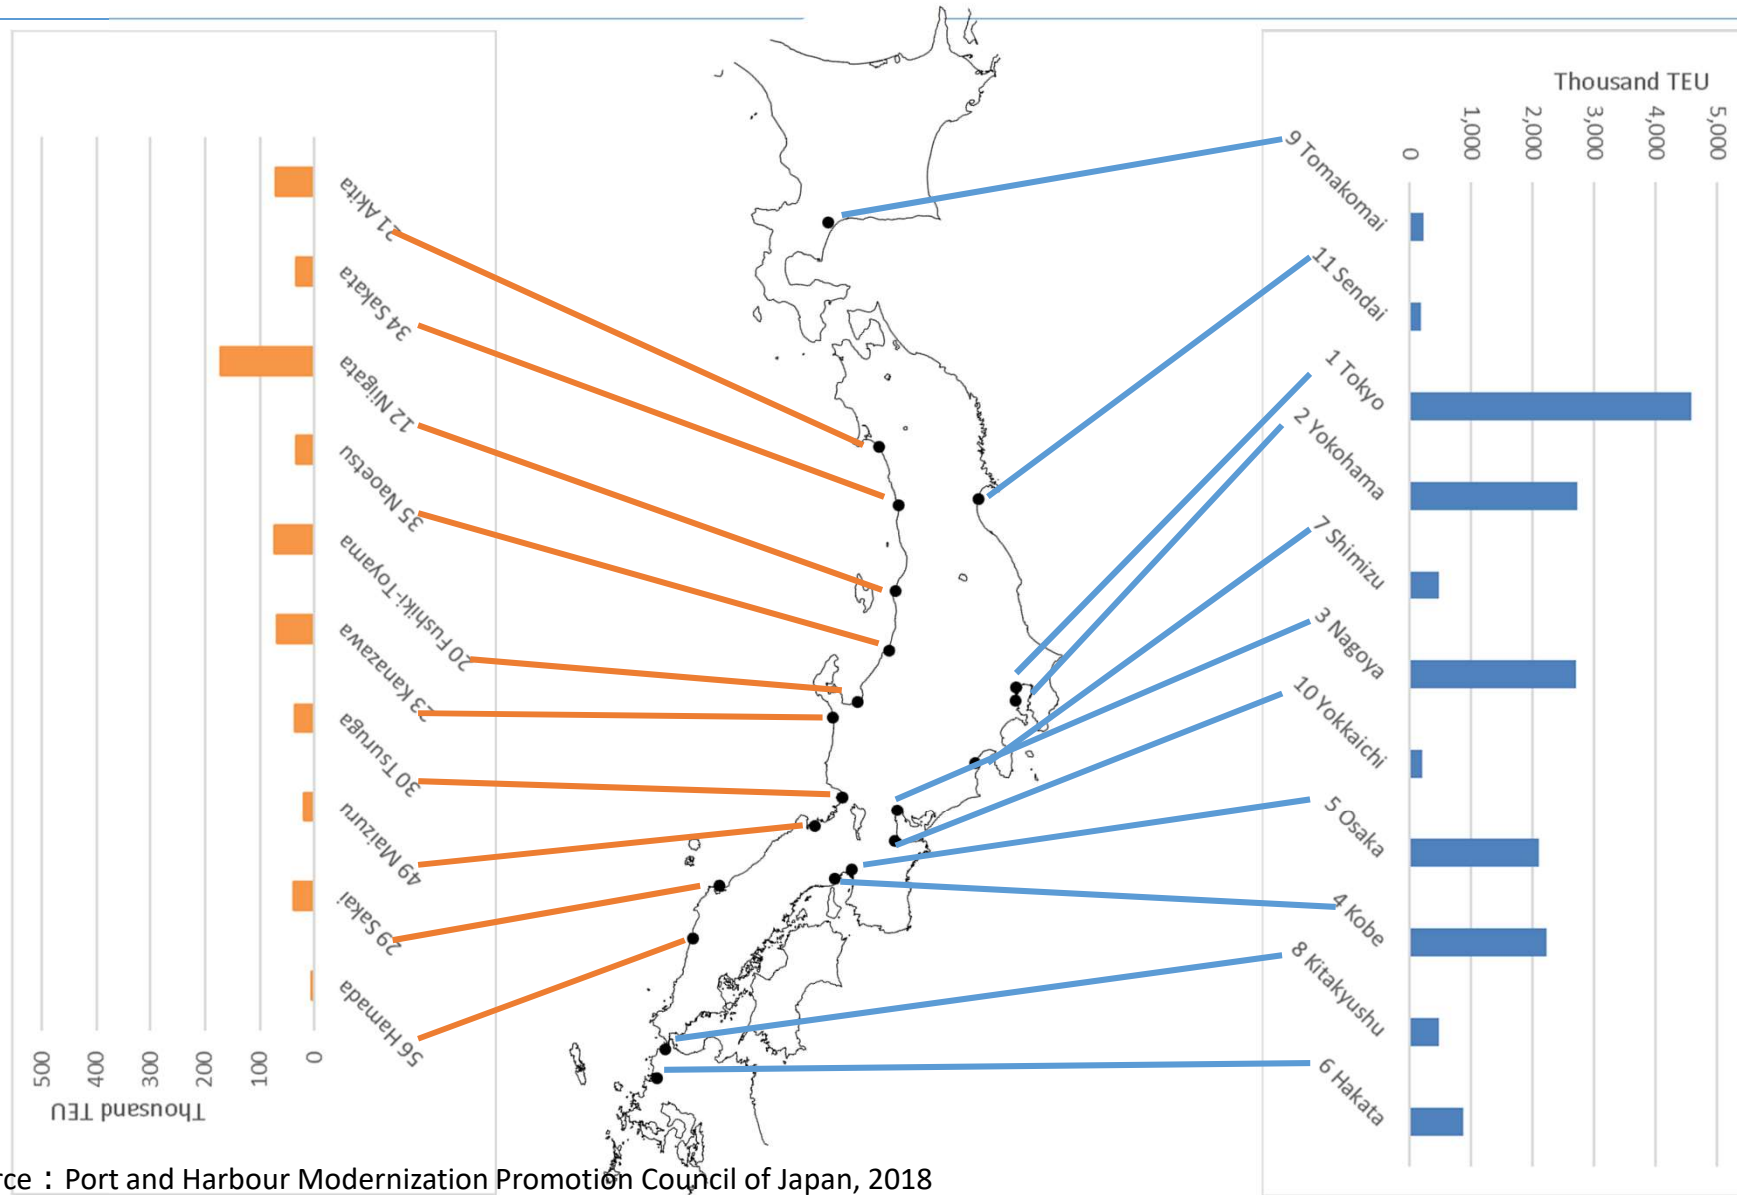 Thousand TEU
0
1,000
2,000
3,000
4,000
5,000
9 Tomakomai
11 Sendai
1 Tokyo
2 Yokohama
7 Shimizu
3 Nagoya
10 Yokkaichi
5 Osaka
4 Kobe
8 Kitakyushu
6 Hakata
21 Akita
34 Sakata
12 Niigata
35 Naoetsu
20 Fushiki-Toyama
23 Kanazawa
30 Tsuruga
49 Maizuru
29 Sakai
56 Hamada
500
400
300
200
100
0
Thousand TEU
rce：Port and Harbour Modernization Promotion Council of Japan, 2018